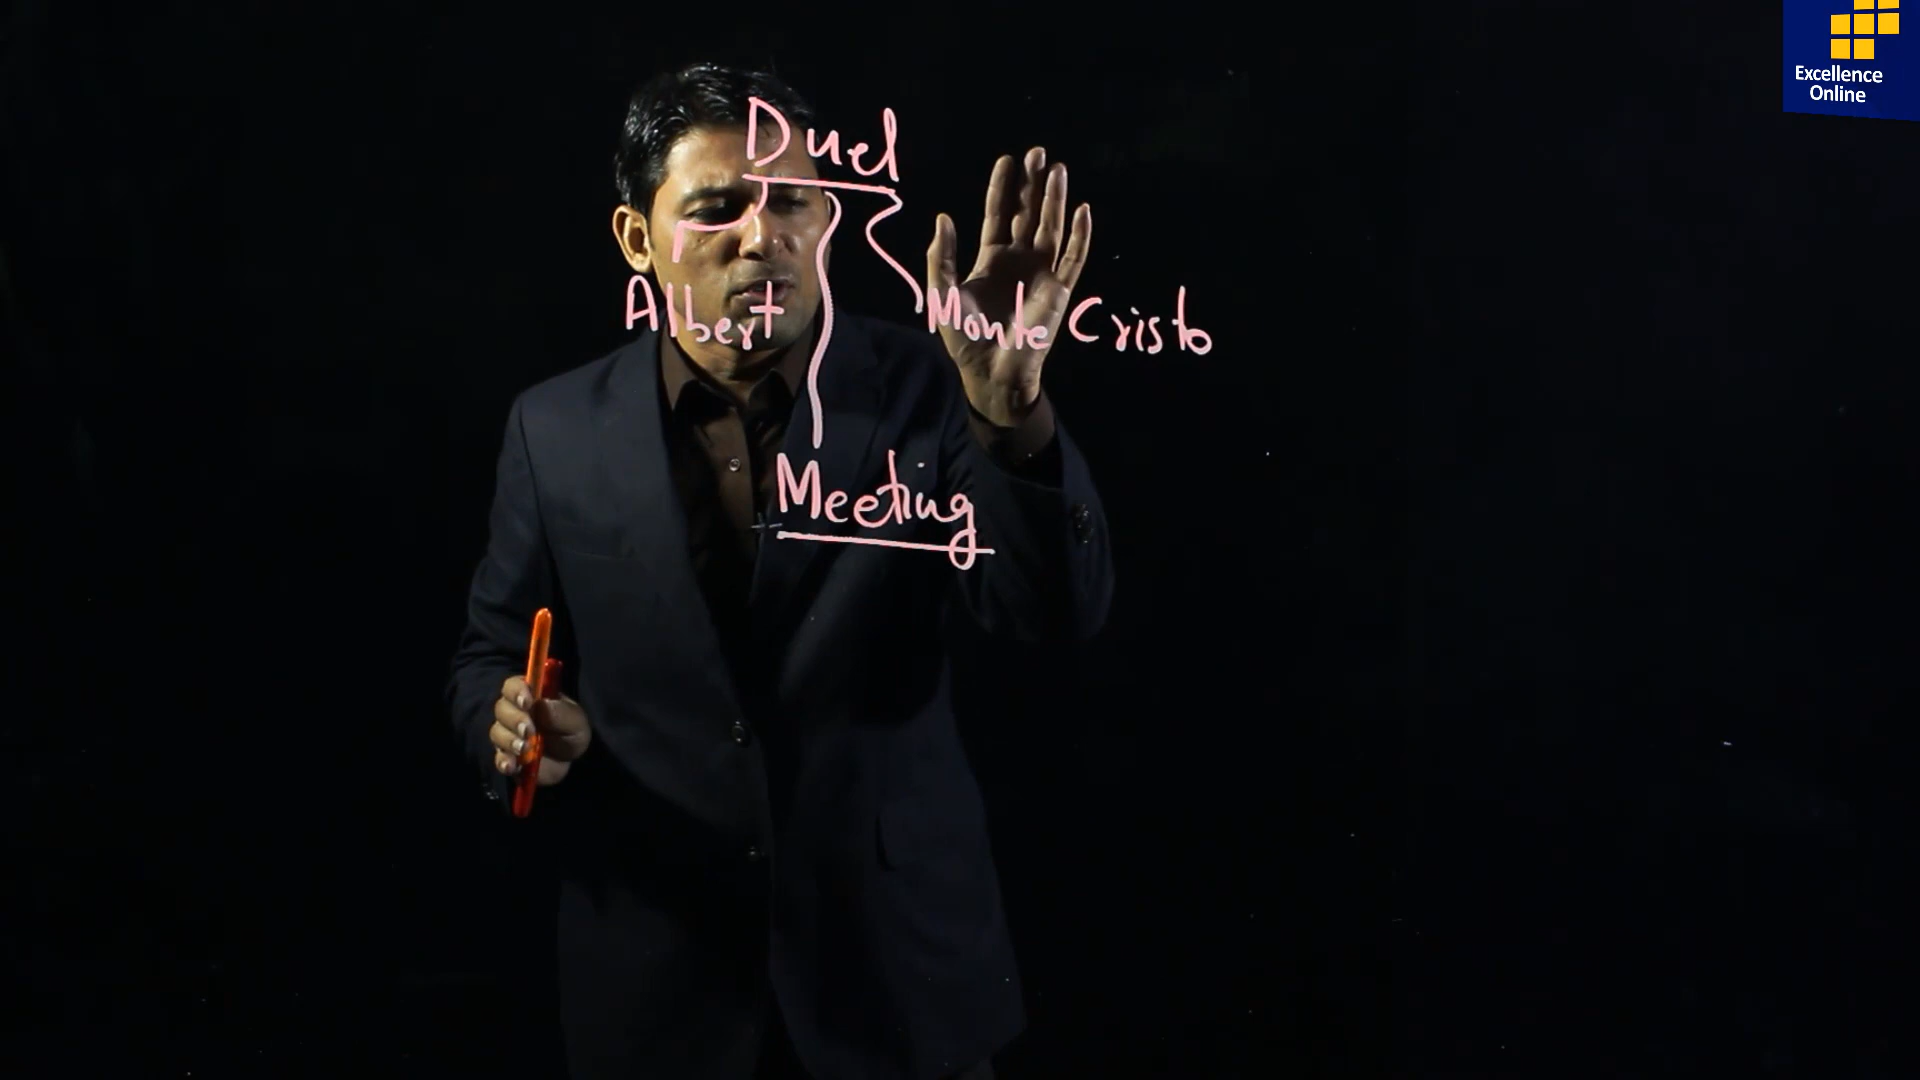 Excellence
Online
Duel
Albert Monte Cristo
Meeting